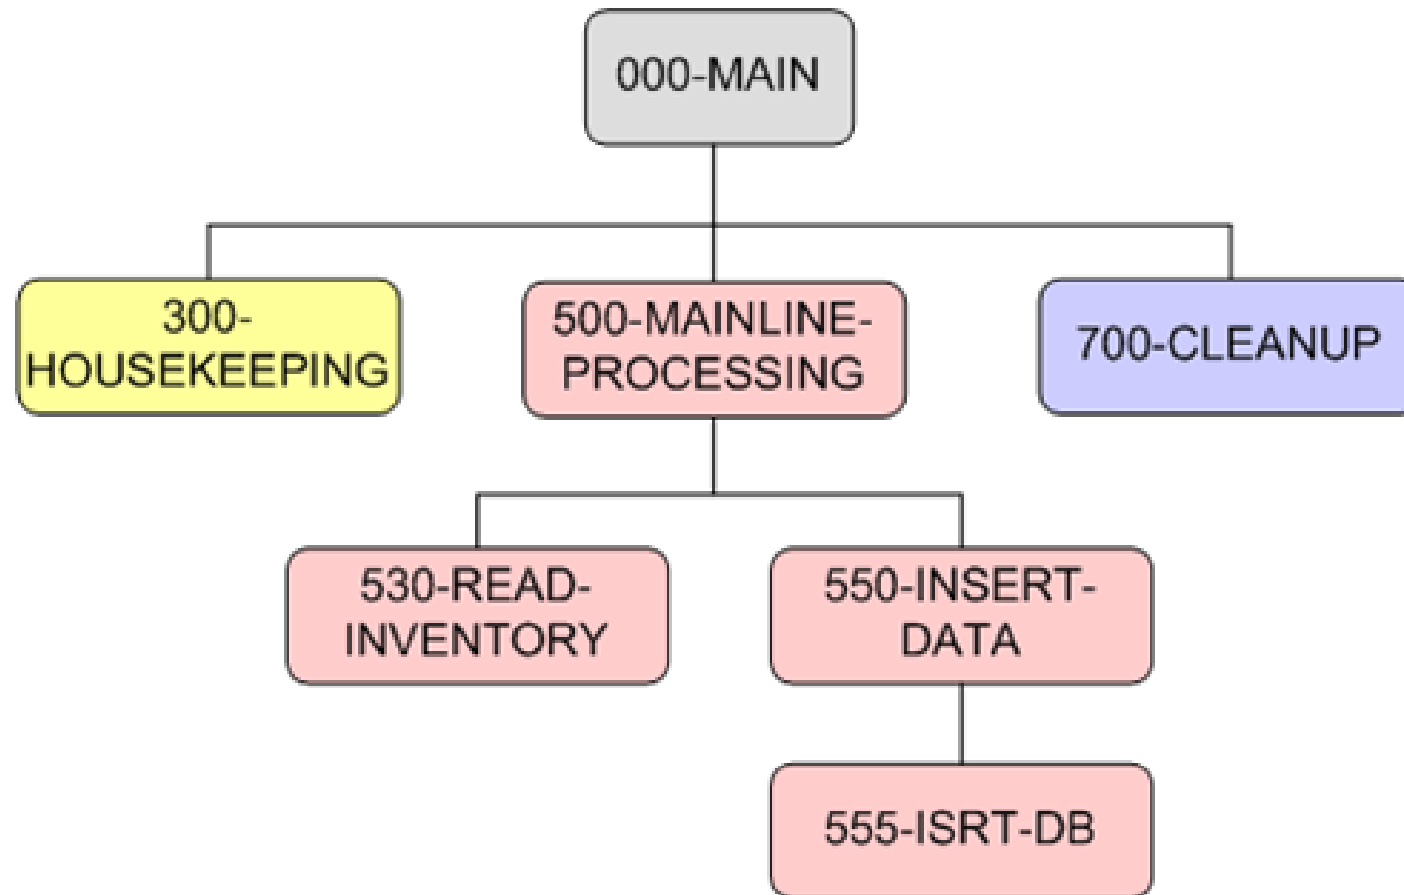 000-MAIN
300-
HOUSEKEEPING
500-MAINLINE-
PROCESSING
700-CLEANUP
530-READ-
INVENTORY
550-INSERT-
DATA
555-ISRT-DB